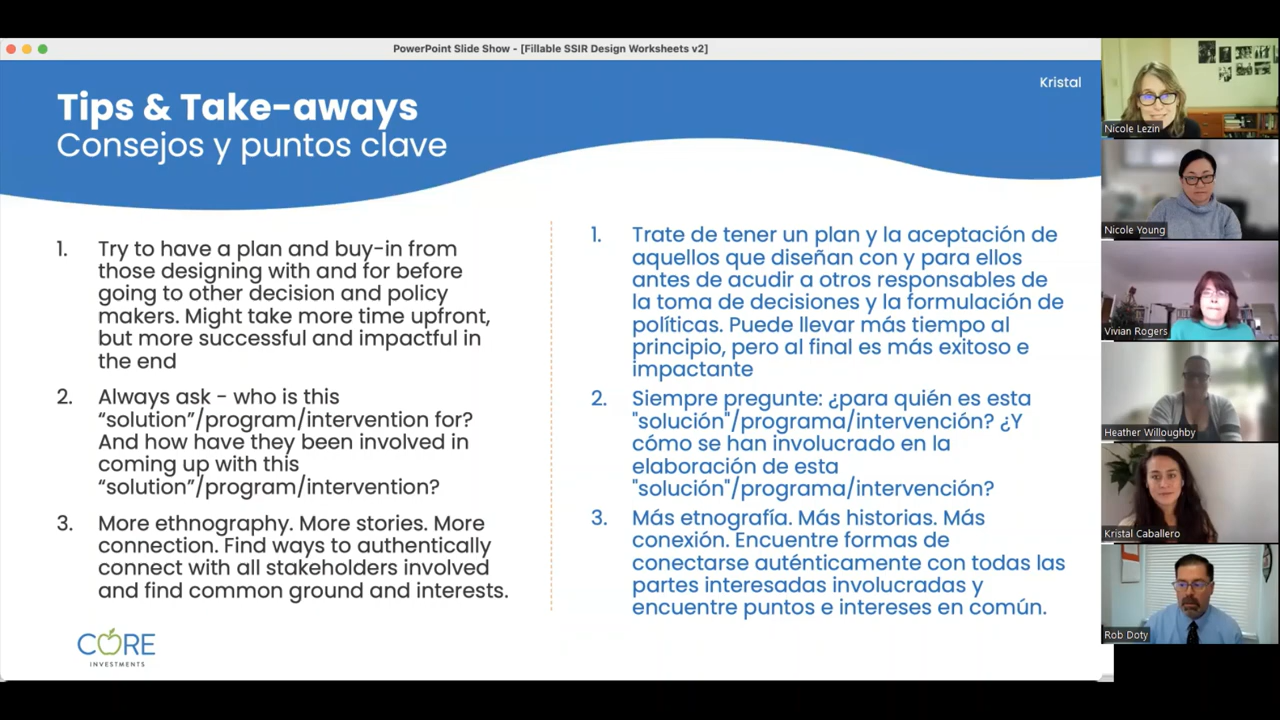 PowerPoint Slide Show - [Fillable SSIR Design Worksheets v2]
Kristal
Tips & Take-aways
Consejos y puntos clave
1. Try to have a plan and buy-in from
those designing with and for before
going to other decision and policy
makers. Might take more time upfront,
but more successful and impactful in
the end
2. Always ask - who is this
“solution”/program/intervention for?
And how have they been involved in
coming up with this
“solution”/program/intervention?
3. More ethnography. More stories. More
connection. Find ways to authentically
connect with all stakeholders involved
and find common ground and interests.
1. Trate de tener un plan y la aceptación de
aquellos que diseñan con y para ellos
antes de acudir a otros responsables de
la toma de decisiones y la formulación de
políticas. Puede llevar más tiempo al
principio, pero al final es más exitoso e
impactante
2. Siempre pregunte: ¿para quién es esta
"solución"/programa/intervención? ¿Y
cómo se han involucrado en la
elaboración de esta
"solución"/programa/intervención?
3. Más etnografía. Más historias. Más
conexión. Encuentre formas de
conectarse auténticamente con todas las
partes interesadas involucradas y
encuentre puntos e intereses en común.
CORE
INVESTMENTS
Nicole Lezin
Nicole Young
Vivian Rogers
Heather Willoughby
Kristal Caballero
Rob Doty